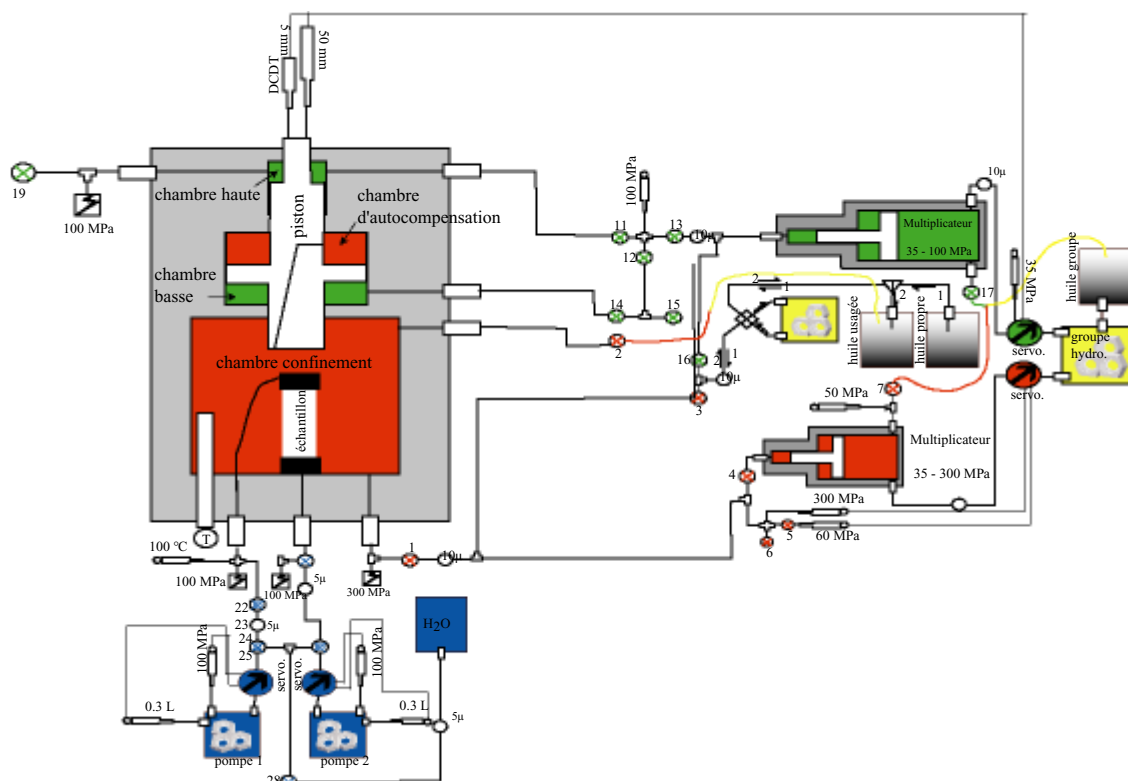 5 mm
50 mm
DCDT
19
100 MPa
chambre haute
piston
chambre
d'autocompensation
chambre
basse
chambre confinement
échantillon
T
100 MPa
11
13
10μ
12
14
15
2
16
2
1
10μ
3
Multiplicateur
35 - 100 MPa
10μ
17
35 MPa
huile groupe
2
1
2
1
huile usagée
huile propre
servo.
groupe
hydro.
servo.
7
50 MPa
Multiplicateur
35 - 300 MPa
4
300 MPa
5
60 MPa
6
100 °C
100 MPa
100 MPa
300 MPa
1
10μ
5μ
22
23
5μ
24
25
100 MPa
servo.
servo.
100 MPa
H₂O
0.3 L
0.3 L
5μ
pompe 1
pompe 2
28